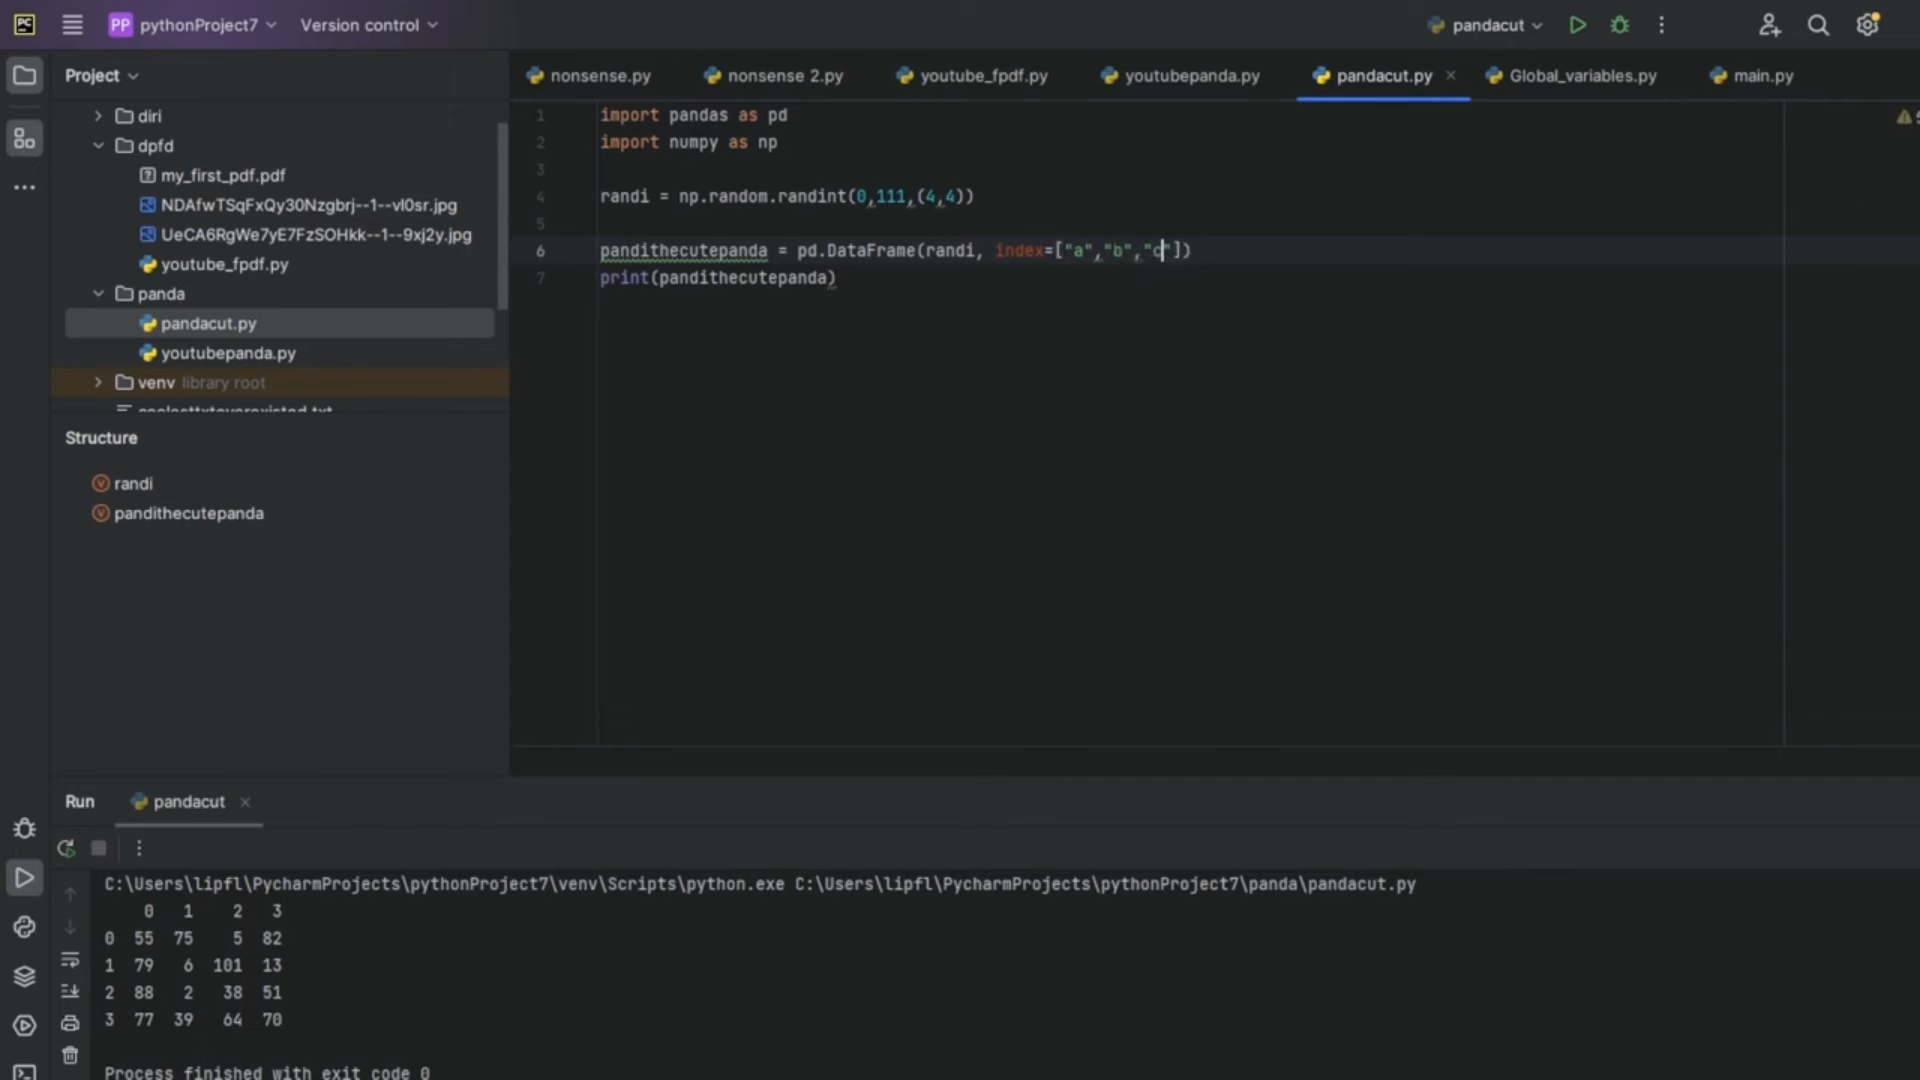 PC PP pythonProject7 Version control pandacut
Project
diri
dpfd
my_first_pdf.pdf
NDAfwTSqFxQy30Nzgbrj--1--vl0sr.jpg
UeCA6RgWe7yE7FzSOHkk--1--9xj2y.jpg
youtube_fpdf.py
panda
pandacut.py
youtubepanda.py
venv library root
Structure
randi
pandithecutepanda
nonsense.py nonsense 2.py youtube_fpdf.py youtubepanda.py pandacut.py Global_variables.py main.py
1 import pandas as pd
2 import numpy as np
3
4 randi = np.random.randint(0,111,(4,4))
5
6 pandithecutepanda = pd.DataFrame(randi, index=["a","b","c"])
7 print(pandithecutepanda)
Run pandacut
C:\Users\lipfl\PycharmProjects\pythonProject7\venv\Scripts\python.exe C:\Users\lipfl\PycharmProjects\pythonProject7\panda\pandacut.py
0 1 2 3
0 55 75 5 82
1 79 6 101 13
2 88 2 38 51
3 77 39 64 70
Process finished with exit code 0